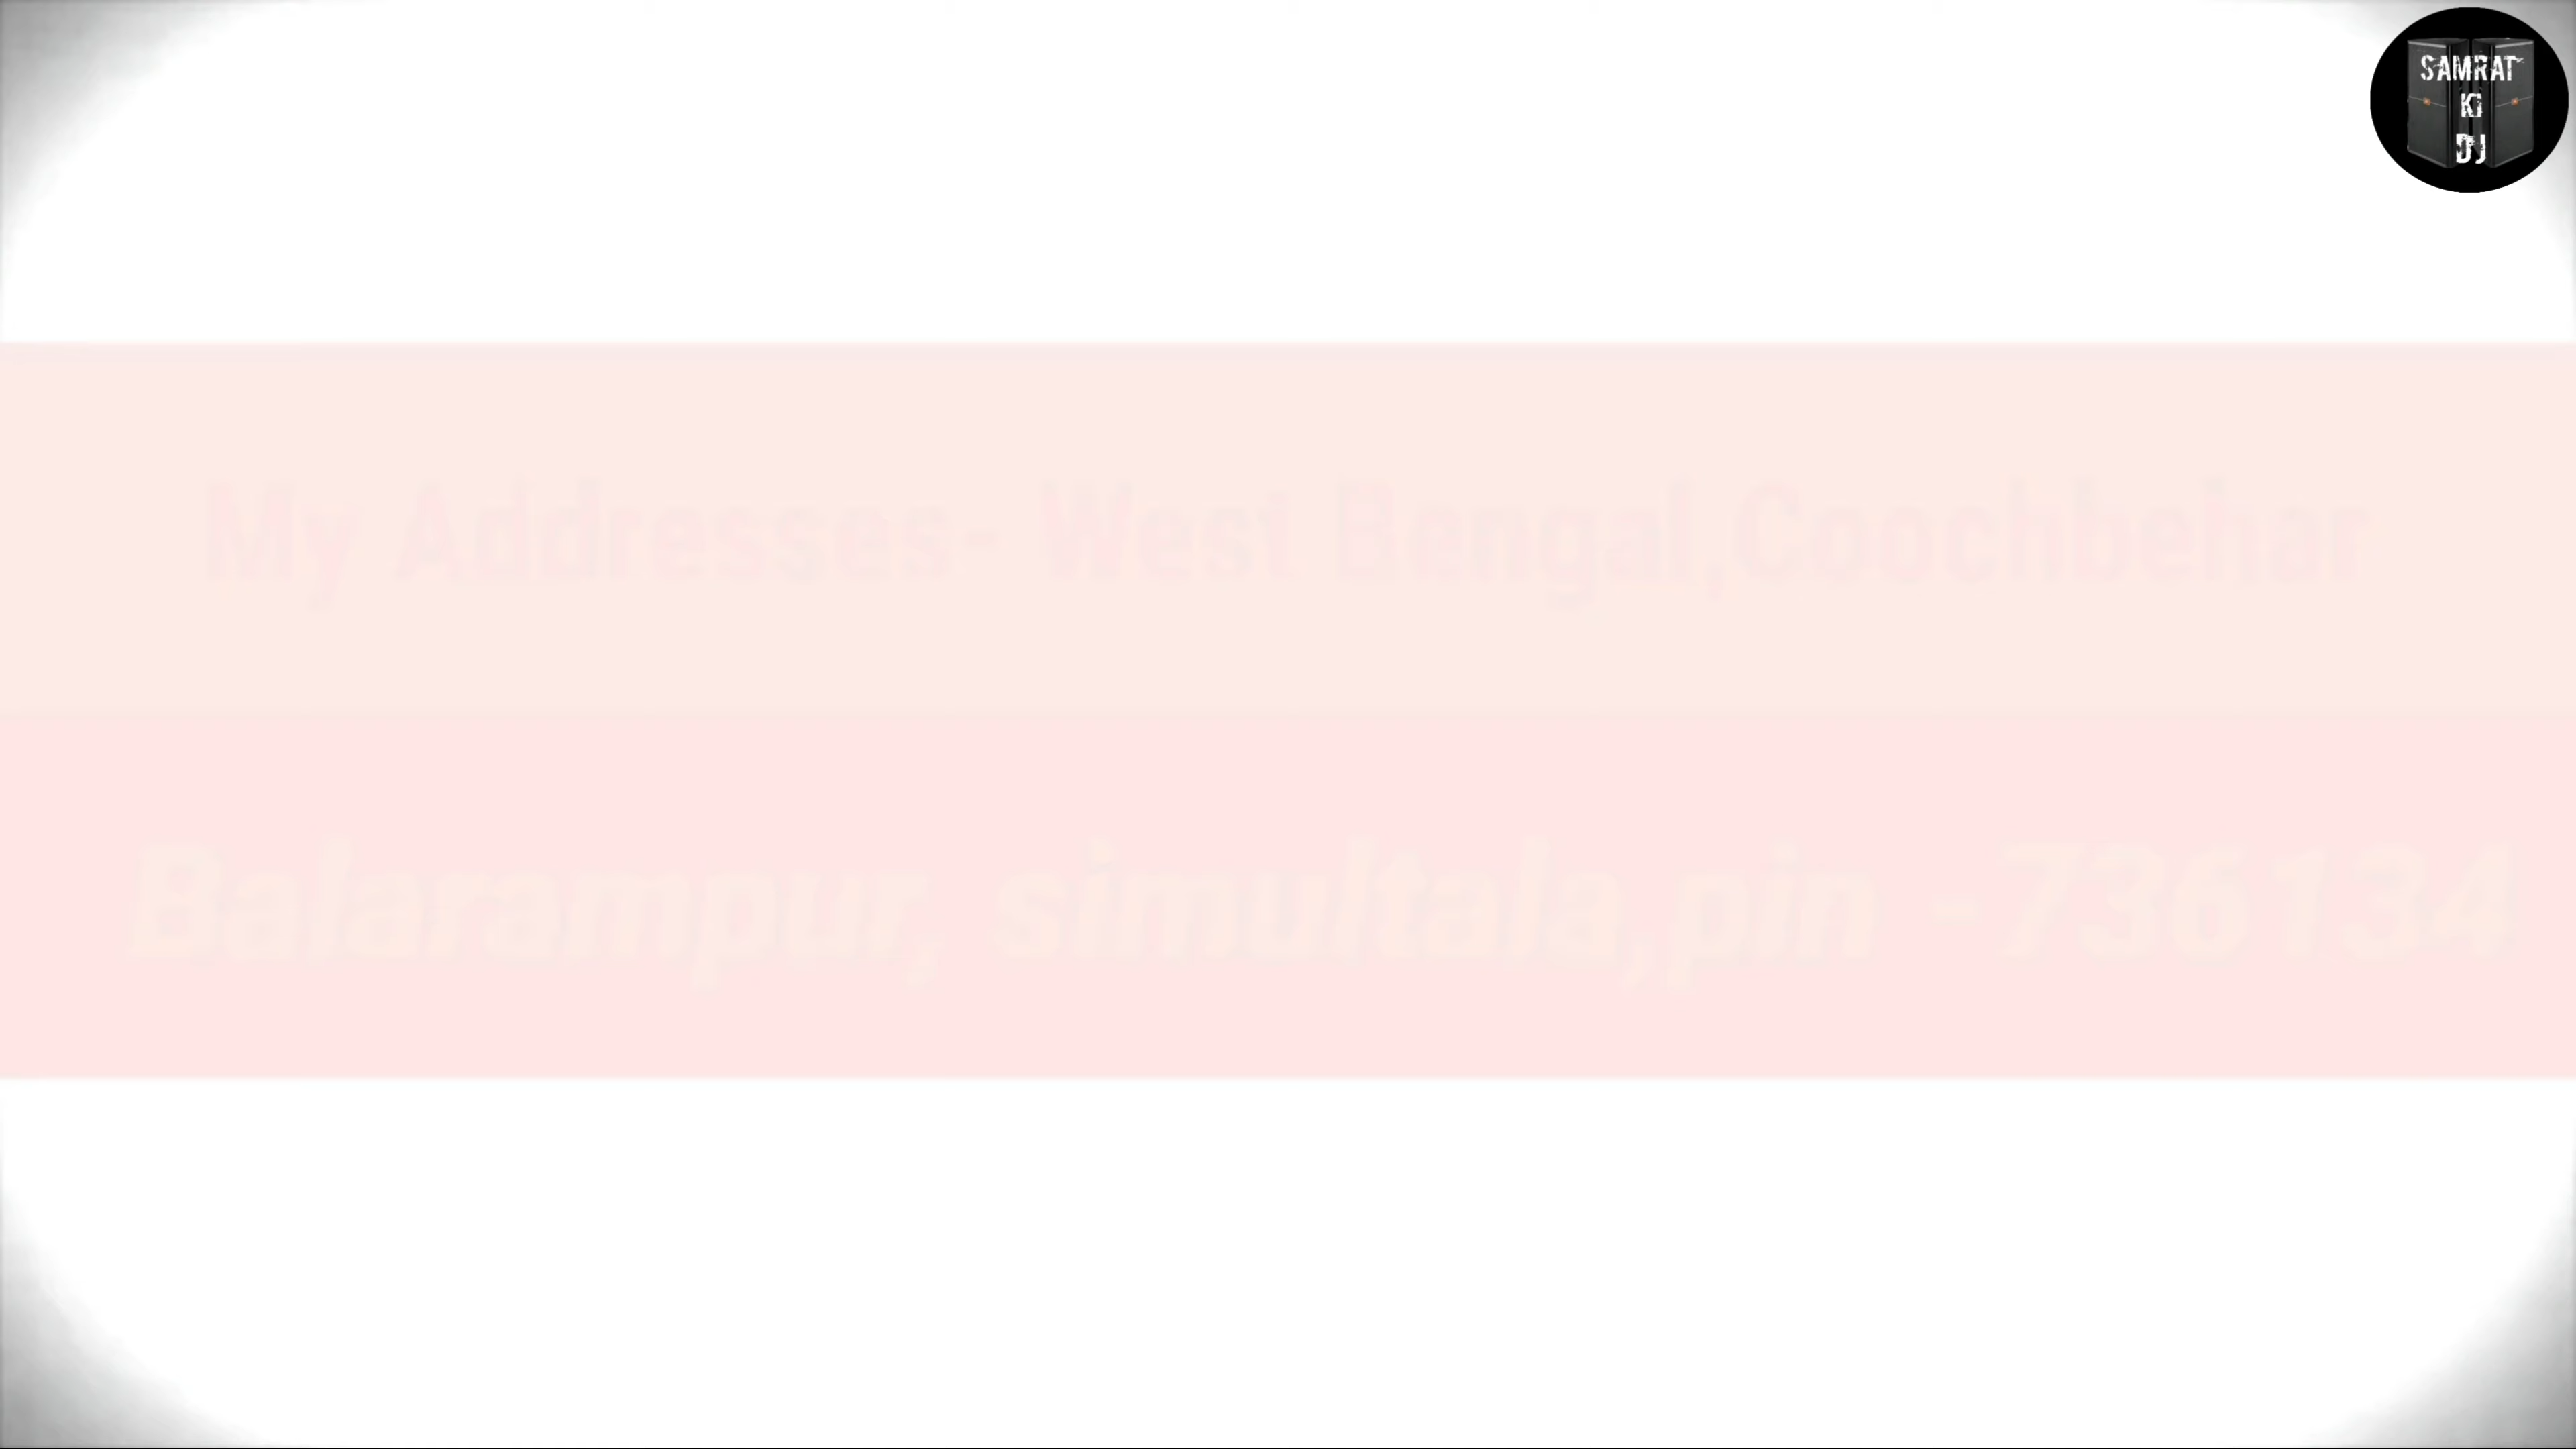 SAMRAT
KI
DJ
My Addresses- West Bengal,Coochbehar
Balarampur, simultala,pin -736134